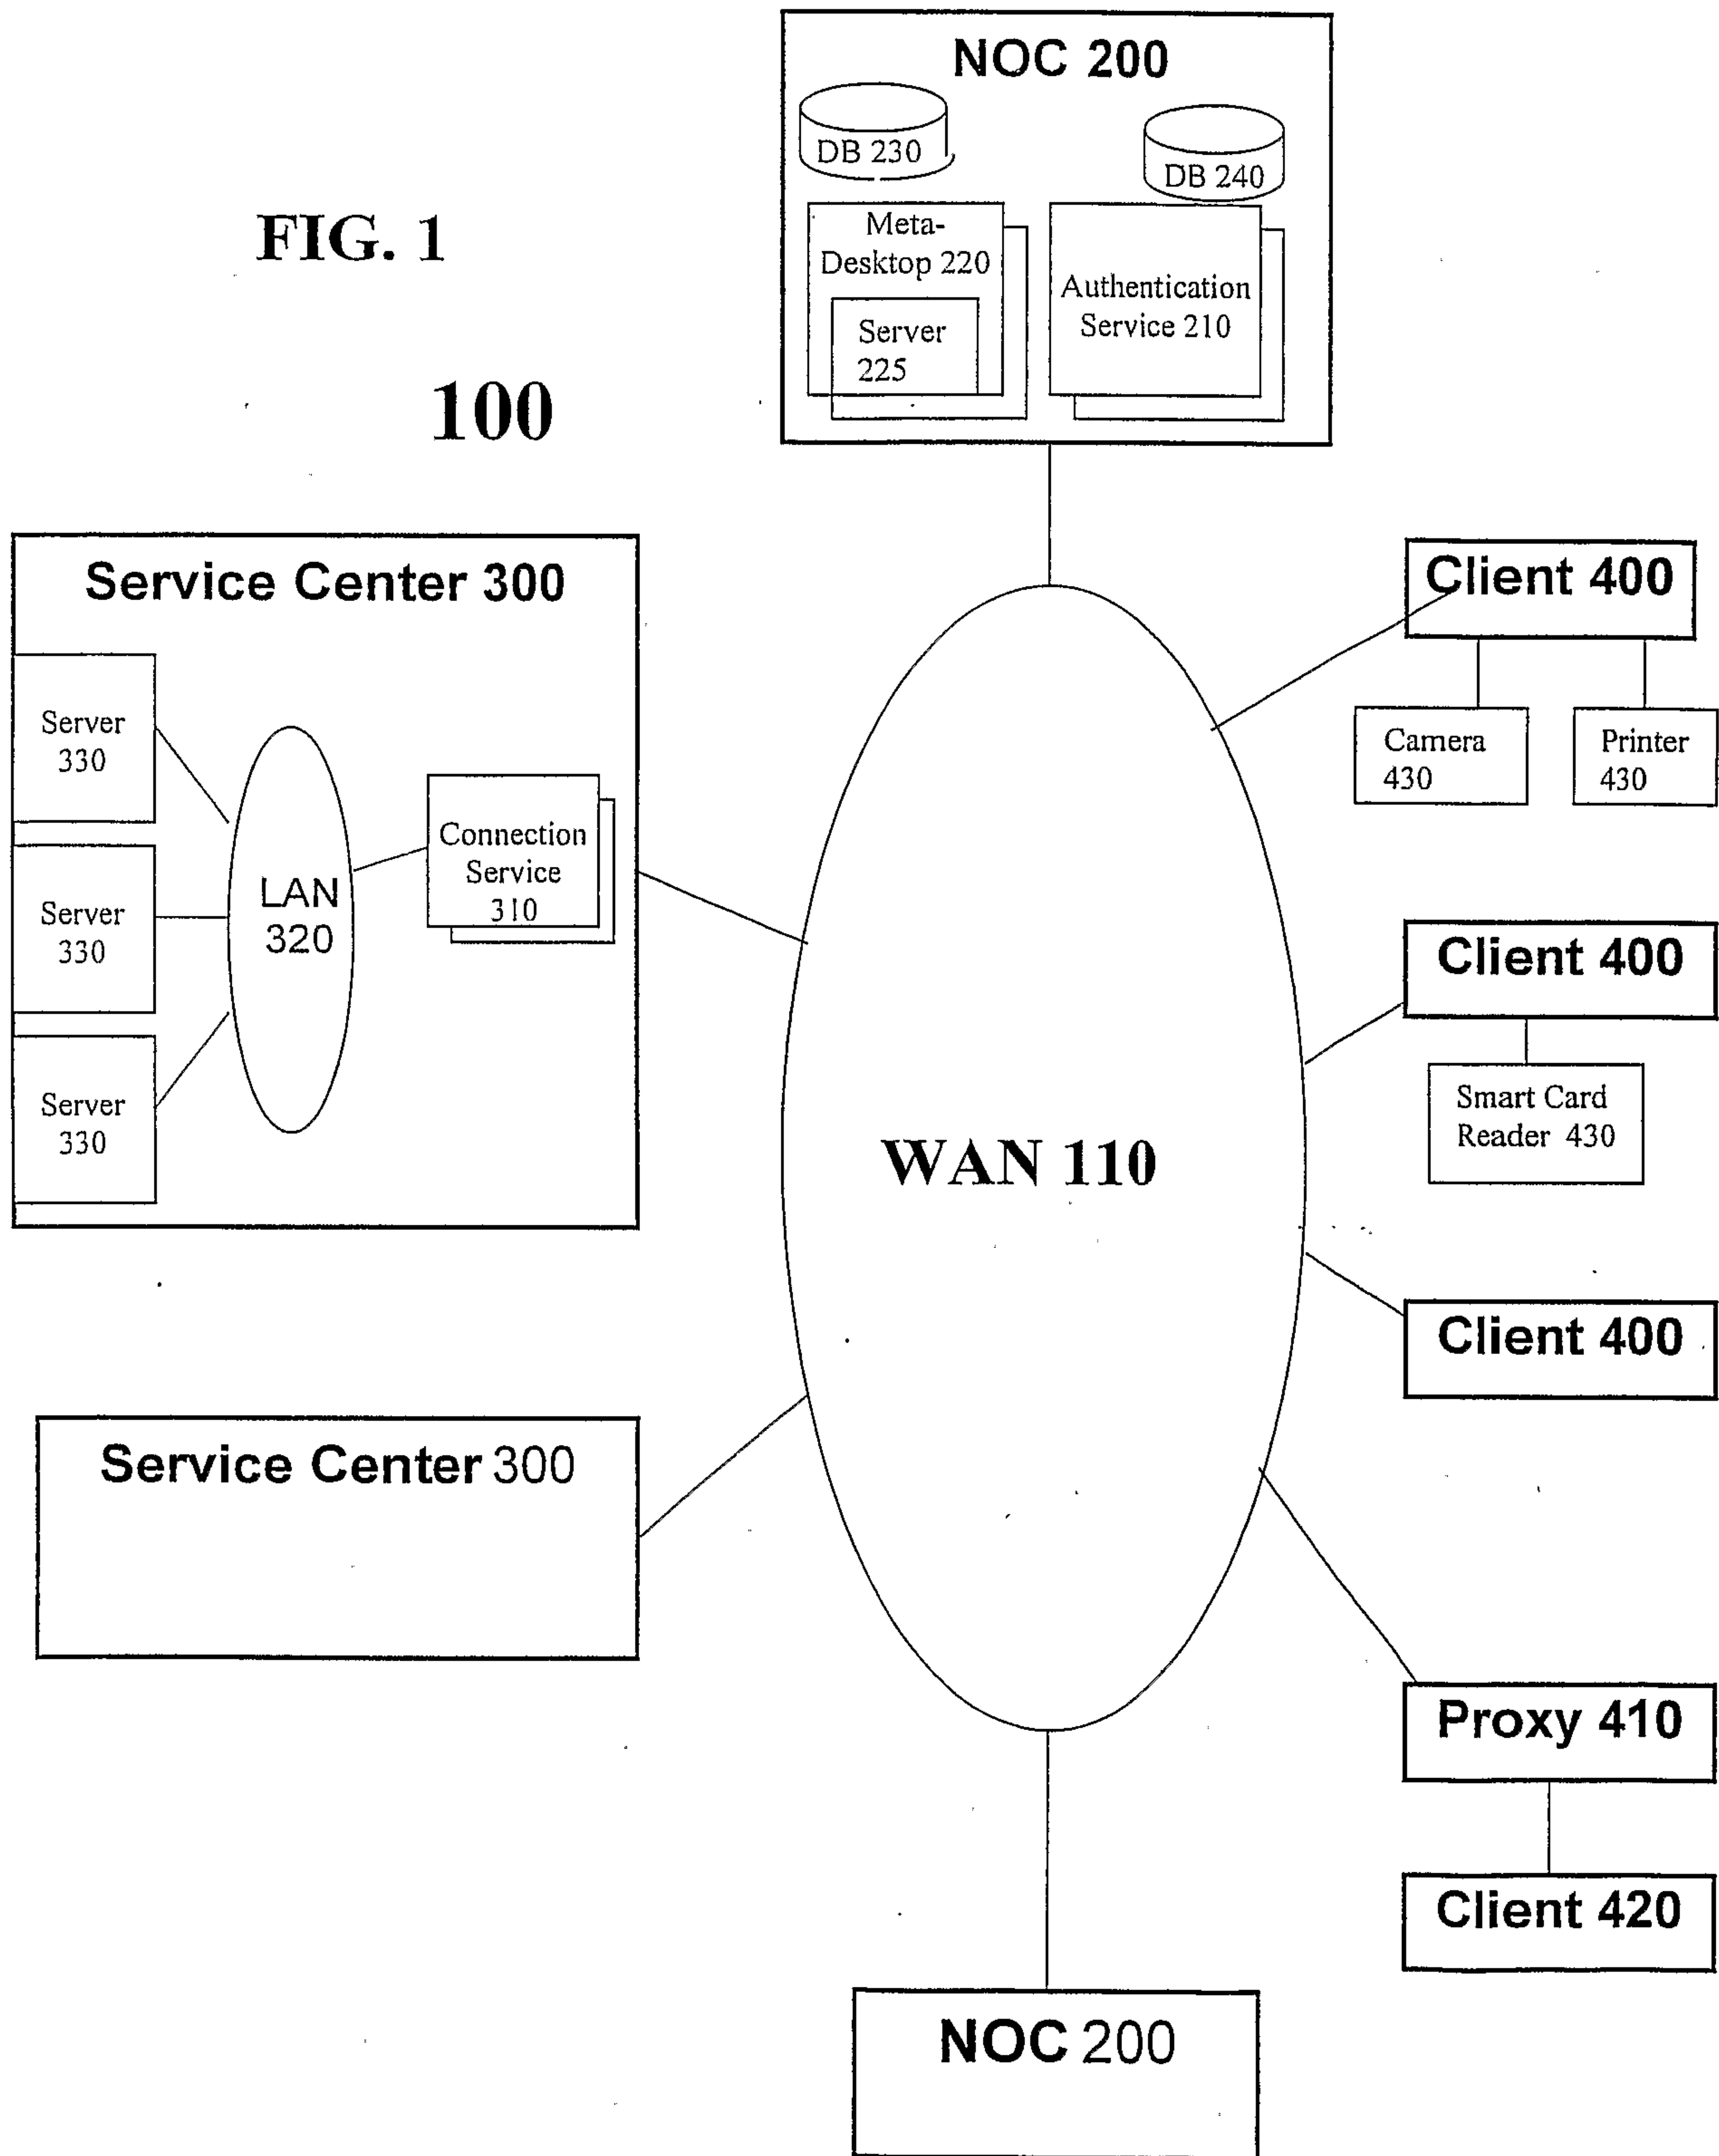 NOC 200
DB 230
DB 240
FIG. 1
Meta-
Desktop 220
Server
225
Authentication
Service 210
100
Service Center 300
Server
330
Server
330
Server
330
LAN
320
Connection
Service
310
Client 400
Camera
430
Printer
430
Client 400
Smart Card
Reader 430
WAN 110
Client 400
Service Center 300
Proxy 410
Client 420
NOC 200